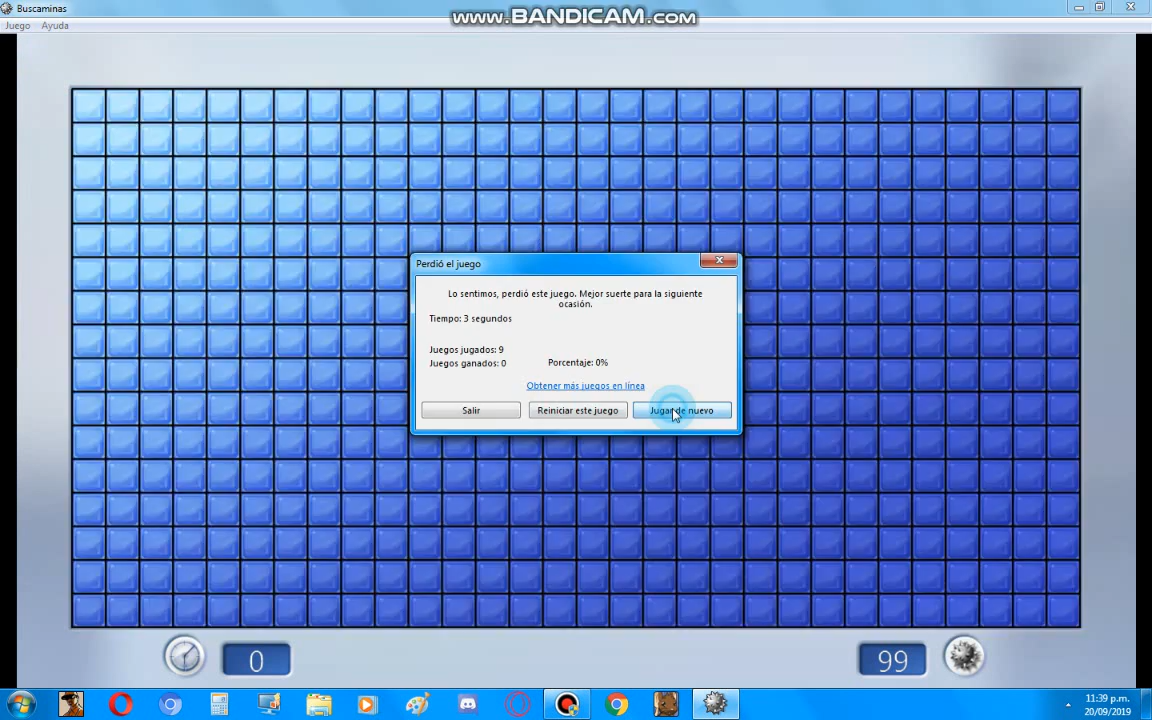 Buscaminas
www.BANDICAM.com
Juego Ayuda
Perdió el juego
Lo sentimos, perdió este juego. Mejor suerte para la siguiente
ocasión.
Tiempo: 3 segundos
Juegos jugados: 9
Juegos ganados: 0 Porcentaje: 0%
Obtener más juegos en línea
Salir Reiniciar este juego Jugar de nuevo
0 99
11:39 p.m.
20/09/2019